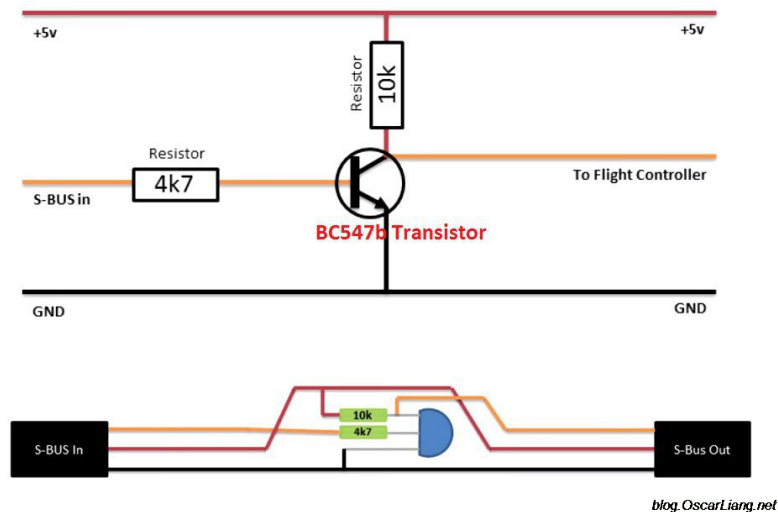 +5v
+5v
Resistor
10k
Resistor
4k7
S-BUS in
To Flight Controller
BC547b Transistor
GND
GND
10k
4k7
S-BUS In
S-Bus Out
blog.OscarLiang.net